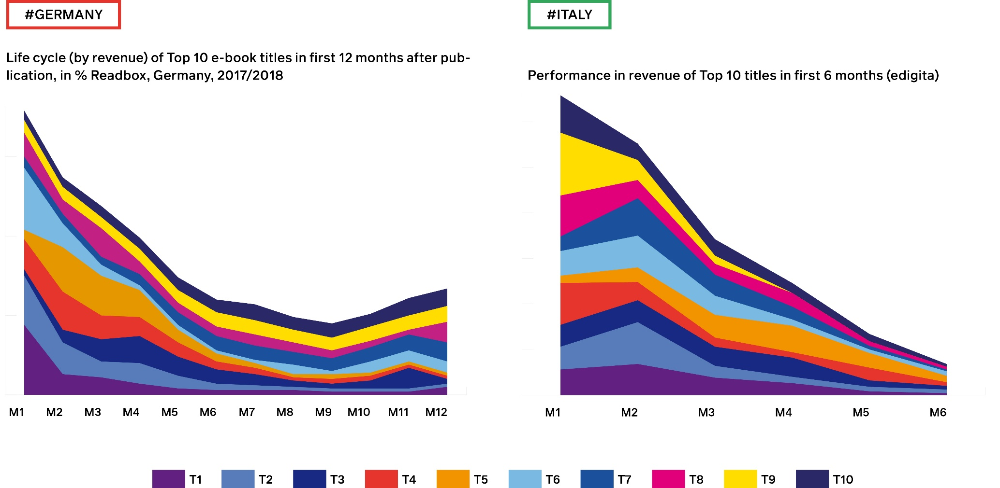 #GERMANY
Life cycle (by revenue) of Top 10 e-book titles in first 12 months after pub-
lication, in % Readbox, Germany, 2017/2018
M1 M2 M3 M4 M5 M6 M7 M8 M9 M10 M11 M12
#ITALY
Performance in revenue of Top 10 titles in first 6 months (edigita)
M1 M2 M3 M4 M5 M6
T1 T2 T3 T4 T5 T6 T7 T8 T9 T10